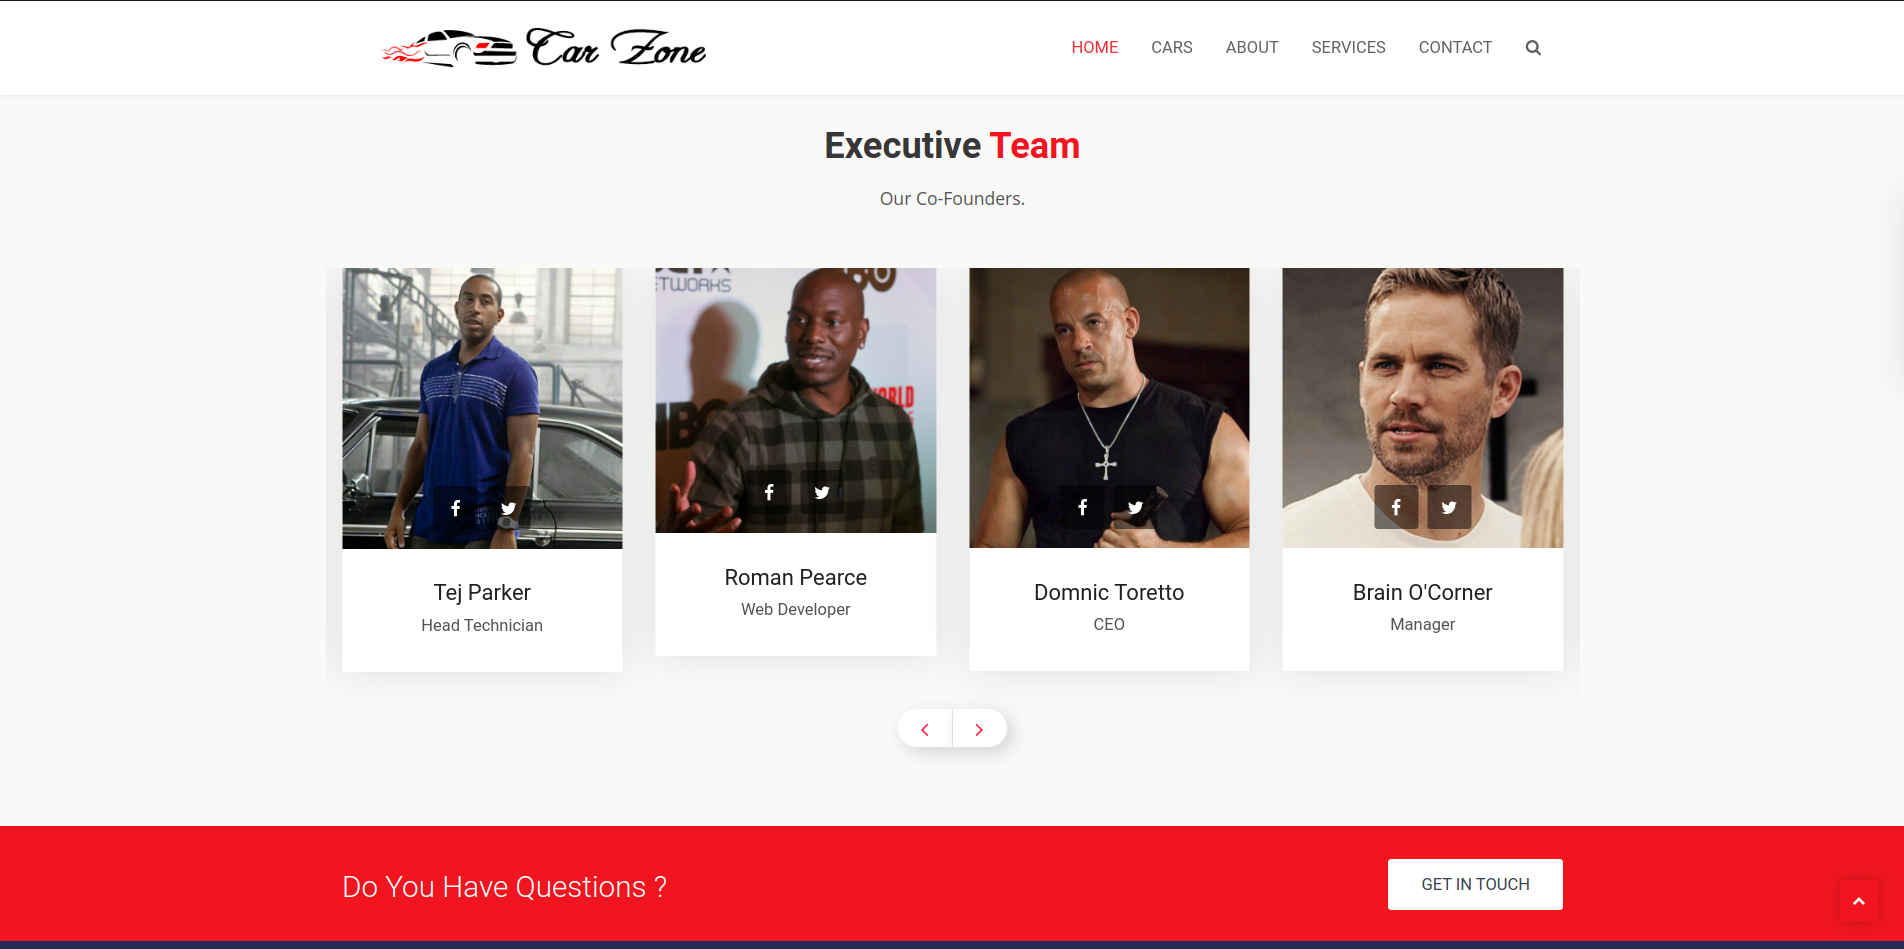 Car Zone
HOME CARS ABOUT SERVICES CONTACT
Executive Team
Our Co-Founders.
ETWORKS
Tej Parker
Head Technician
Roman Pearce
Web Developer
Domnic Toretto
CEO
Brain O'Corner
Manager
Do You Have Questions ?
GET IN TOUCH